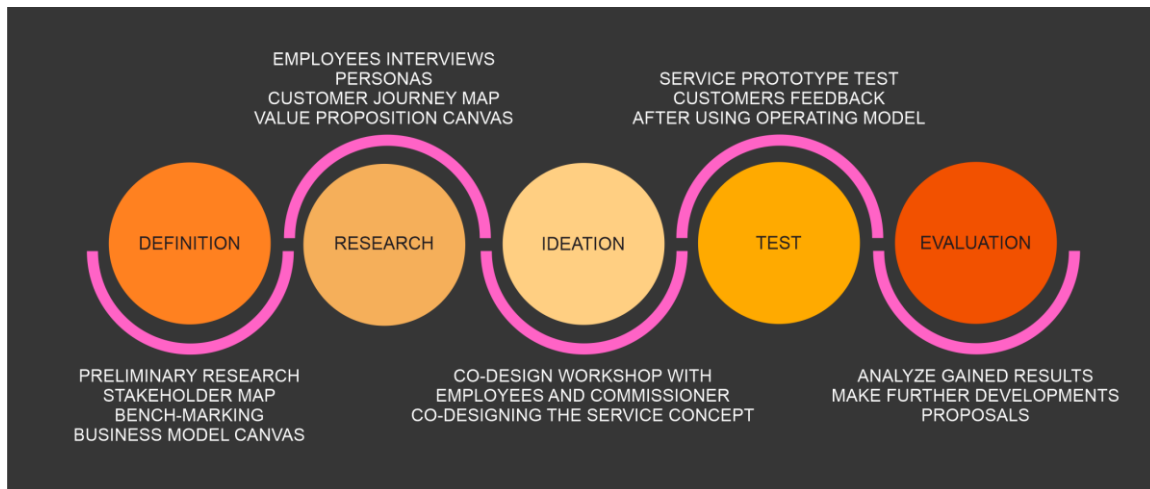 EMPLOYEES INTERVIEWS
PERSONAS
CUSTOMER JOURNEY MAP
VALUE PROPOSITION CANVAS
SERVICE PROTOTYPE TEST
CUSTOMERS FEEDBACK
AFTER USING OPERATING MODEL
DEFINITION
RESEARCH
IDEATION
TEST
EVALUATION
PRELIMINARY RESEARCH
STAKEHOLDER MAP
BENCH-MARKING
BUSINESS MODEL CANVAS
CO-DESIGN WORKSHOP WITH
EMPLOYEES AND COMMISSIONER
CO-DESIGNING THE SERVICE CONCEPT
ANALYZE GAINED RESULTS
MAKE FURTHER DEVELOPMENTS
PROPOSALS